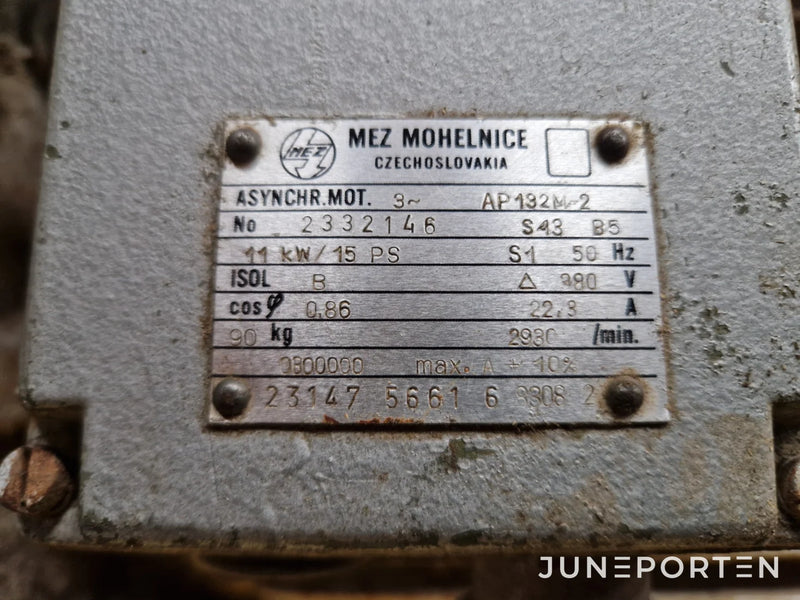 MEZ
MEZ MOHELNICE
CZECHOSLOVAKIA
ASYNCHR.MOT. 3~ AP132M-2
No 2332146 S43 B5
11 kW/15 PS S1 50 Hz
ISOL B △ 380 V
cos φ 0,86 22,3 A
90 kg 2930 /min.
max. + 10%
23147 5661 6 2
JUNEPORTEN